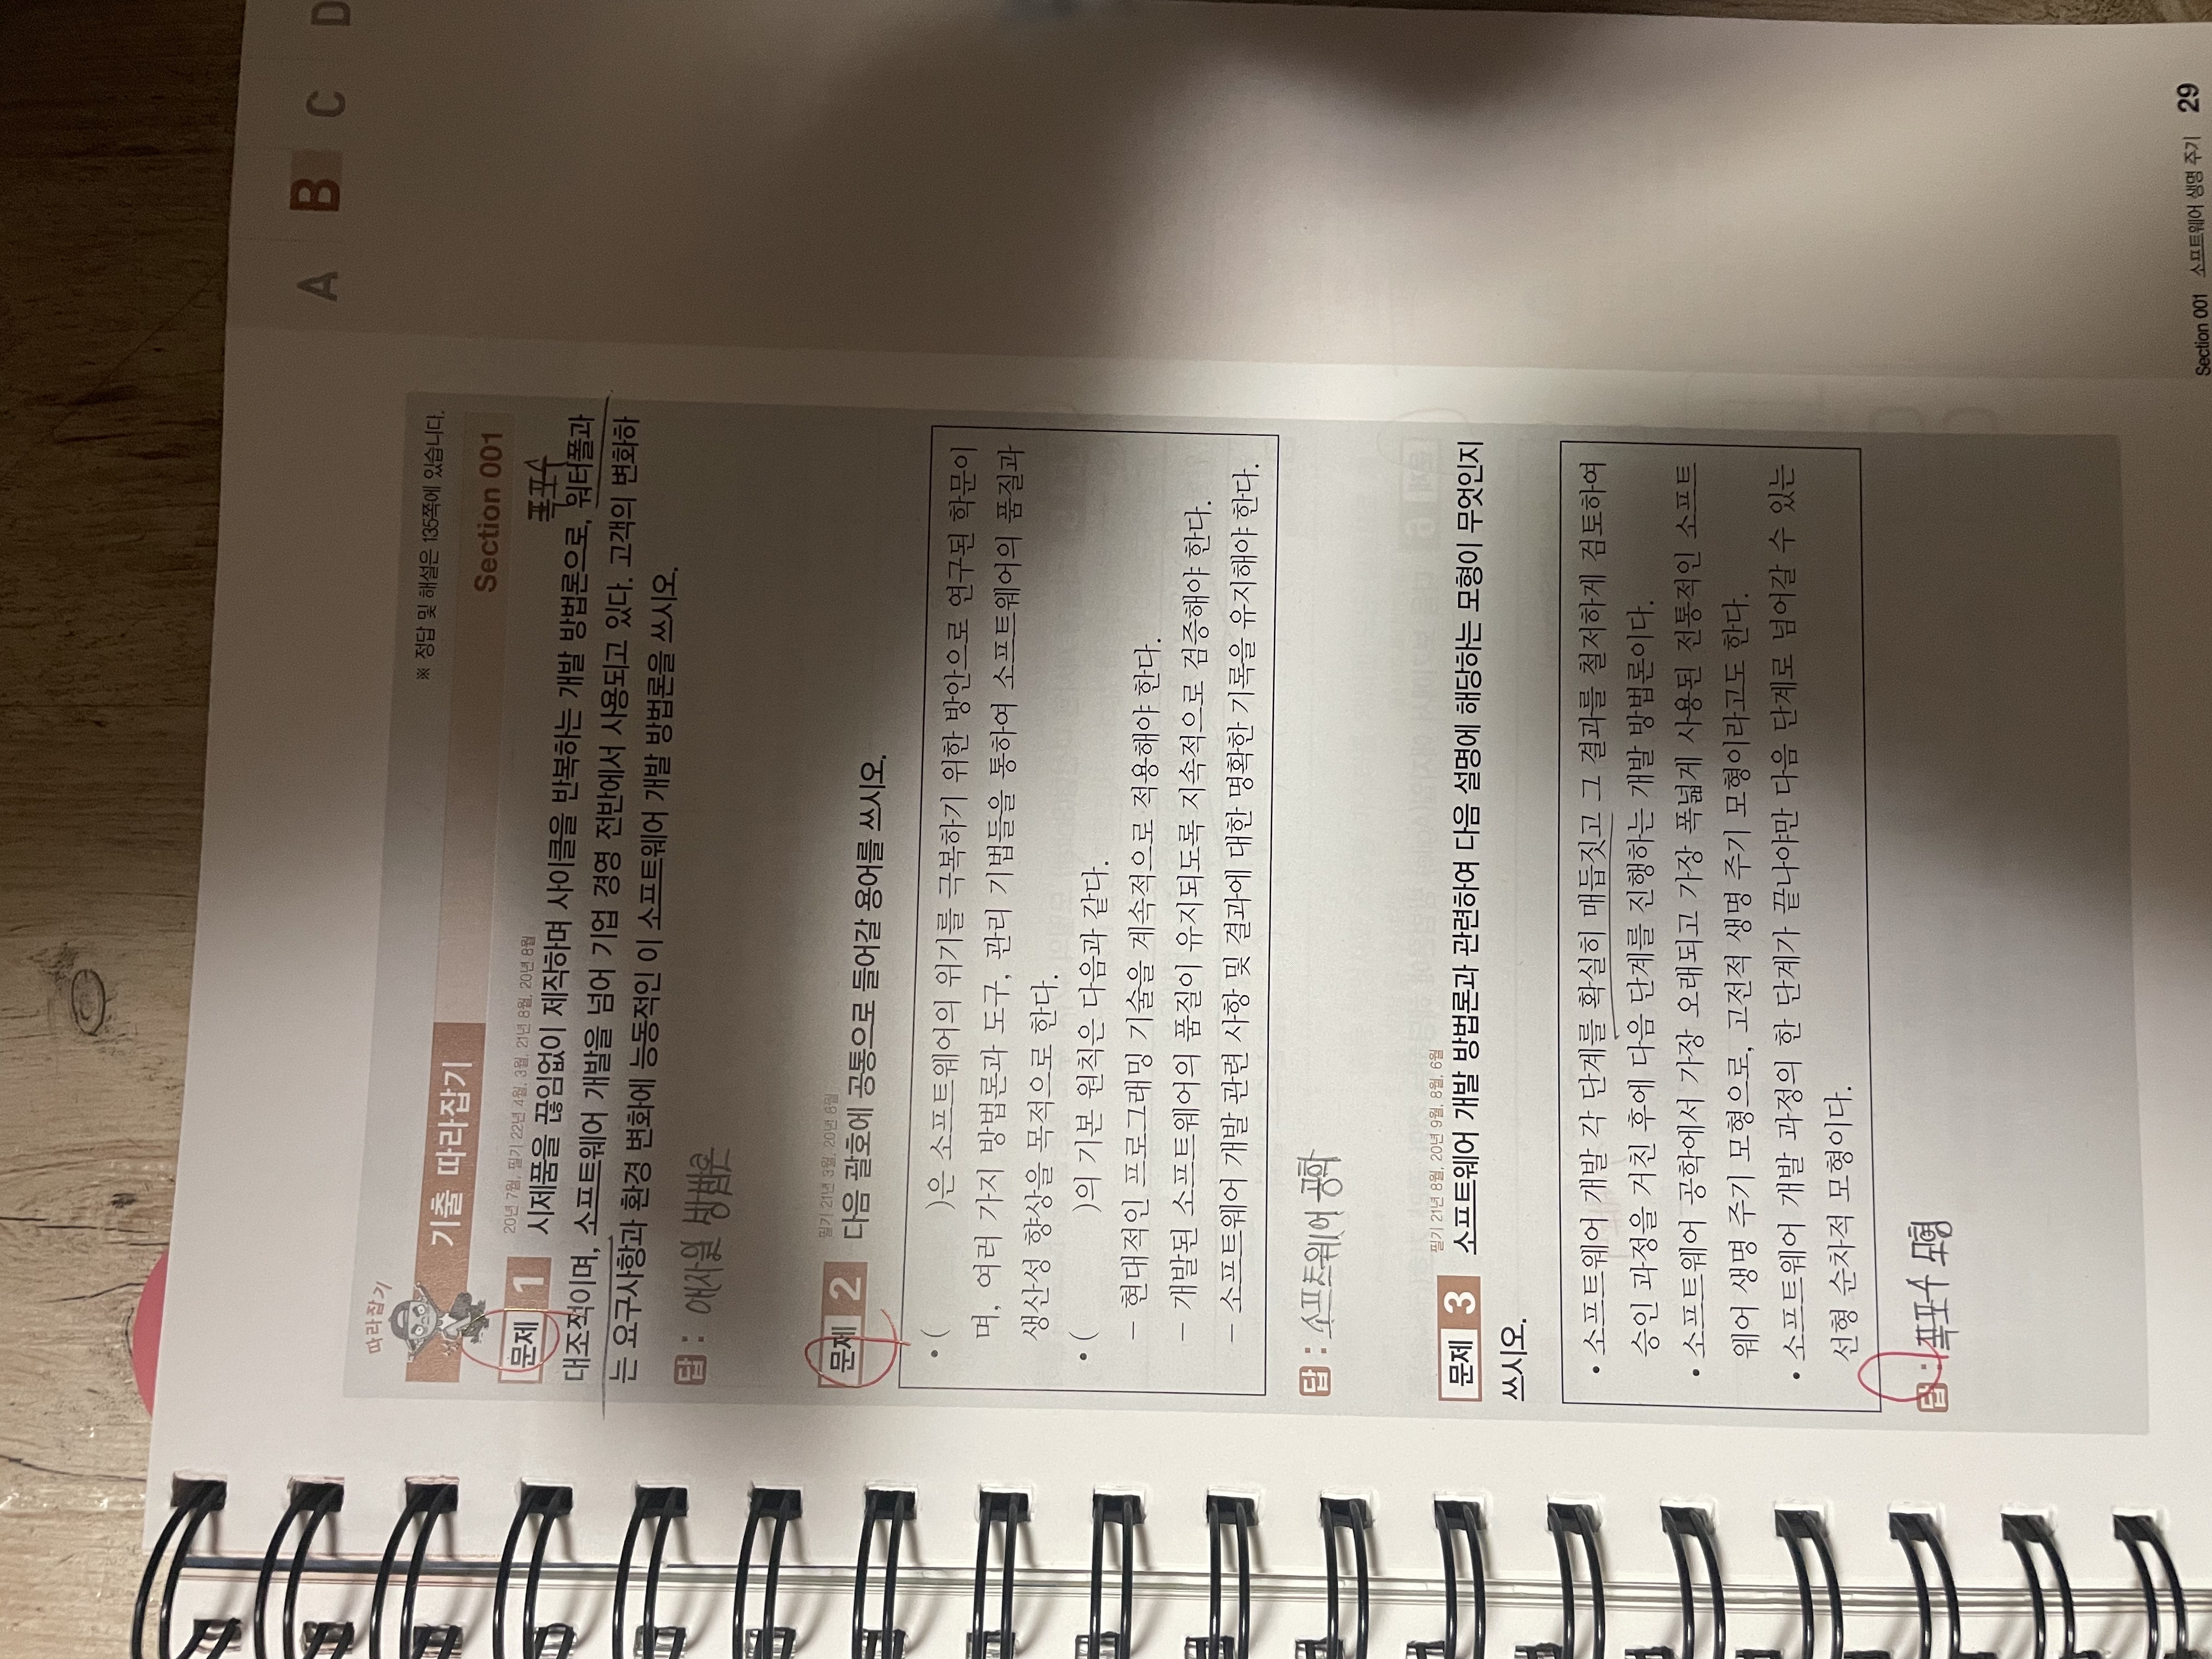 A B C D
따라잡기
※ 정답 및 해설은 135쪽에 있습니다.
기출 따라잡기
Section 001
20년 7월, 필기 22년 4월, 3월, 21년 8월, 20년 8월
폭포수
문제 1 시제품을 끊임없이 제작하며 사이클을 반복하는 개발 방법론으로, 워터폴과
대조적이며, 소프트웨어 개발을 넘어 기업 경영 전반에서 사용되고 있다. 고객의 변화하
는 요구사항과 환경 변화에 능동적인 이 소프트웨어 개발 방법론을 쓰시오.
답 : 애자일 방법론
필기 21년 3월, 20년 6월
문제 2 다음 괄호에 공통으로 들어갈 용어를 쓰시오.
• ( )은 소프트웨어의 위기를 극복하기 위한 방안으로 연구된 학문이
며, 여러 가지 방법론과 도구, 관리 기법들을 통하여 소프트웨어의 품질과
생산성 향상을 목적으로 한다.
• ( )의 기본 원칙은 다음과 같다.
– 현대적인 프로그래밍 기술을 계속적으로 적용해야 한다.
– 개발된 소프트웨어의 품질이 유지되도록 지속적으로 검증해야 한다.
– 소프트웨어 개발 관련 사항 및 결과에 대한 명확한 기록을 유지해야 한다.
답 : 소프트웨어 공학
필기 21년 8월, 20년 9월, 8월, 6월
문제 3 소프트웨어 개발 방법론과 관련하여 다음 설명에 해당하는 모형이 무엇인지
쓰시오.
• 소프트웨어 개발 각 단계를 확실히 매듭짓고 그 결과를 철저하게 검토하여
승인 과정을 거친 후에 다음 단계를 진행하는 개발 방법론이다.
• 소프트웨어 공학에서 가장 오래되고 가장 폭넓게 사용된 전통적인 소프트
웨어 생명 주기 모형으로, 고전적 생명 주기 모형이라고도 한다.
• 소프트웨어 개발 과정의 한 단계가 끝나야만 다음 단계로 넘어갈 수 있는
선형 순차적 모형이다.
답 : 폭포수 모형
Section 001 소프트웨어 생명 주기 29